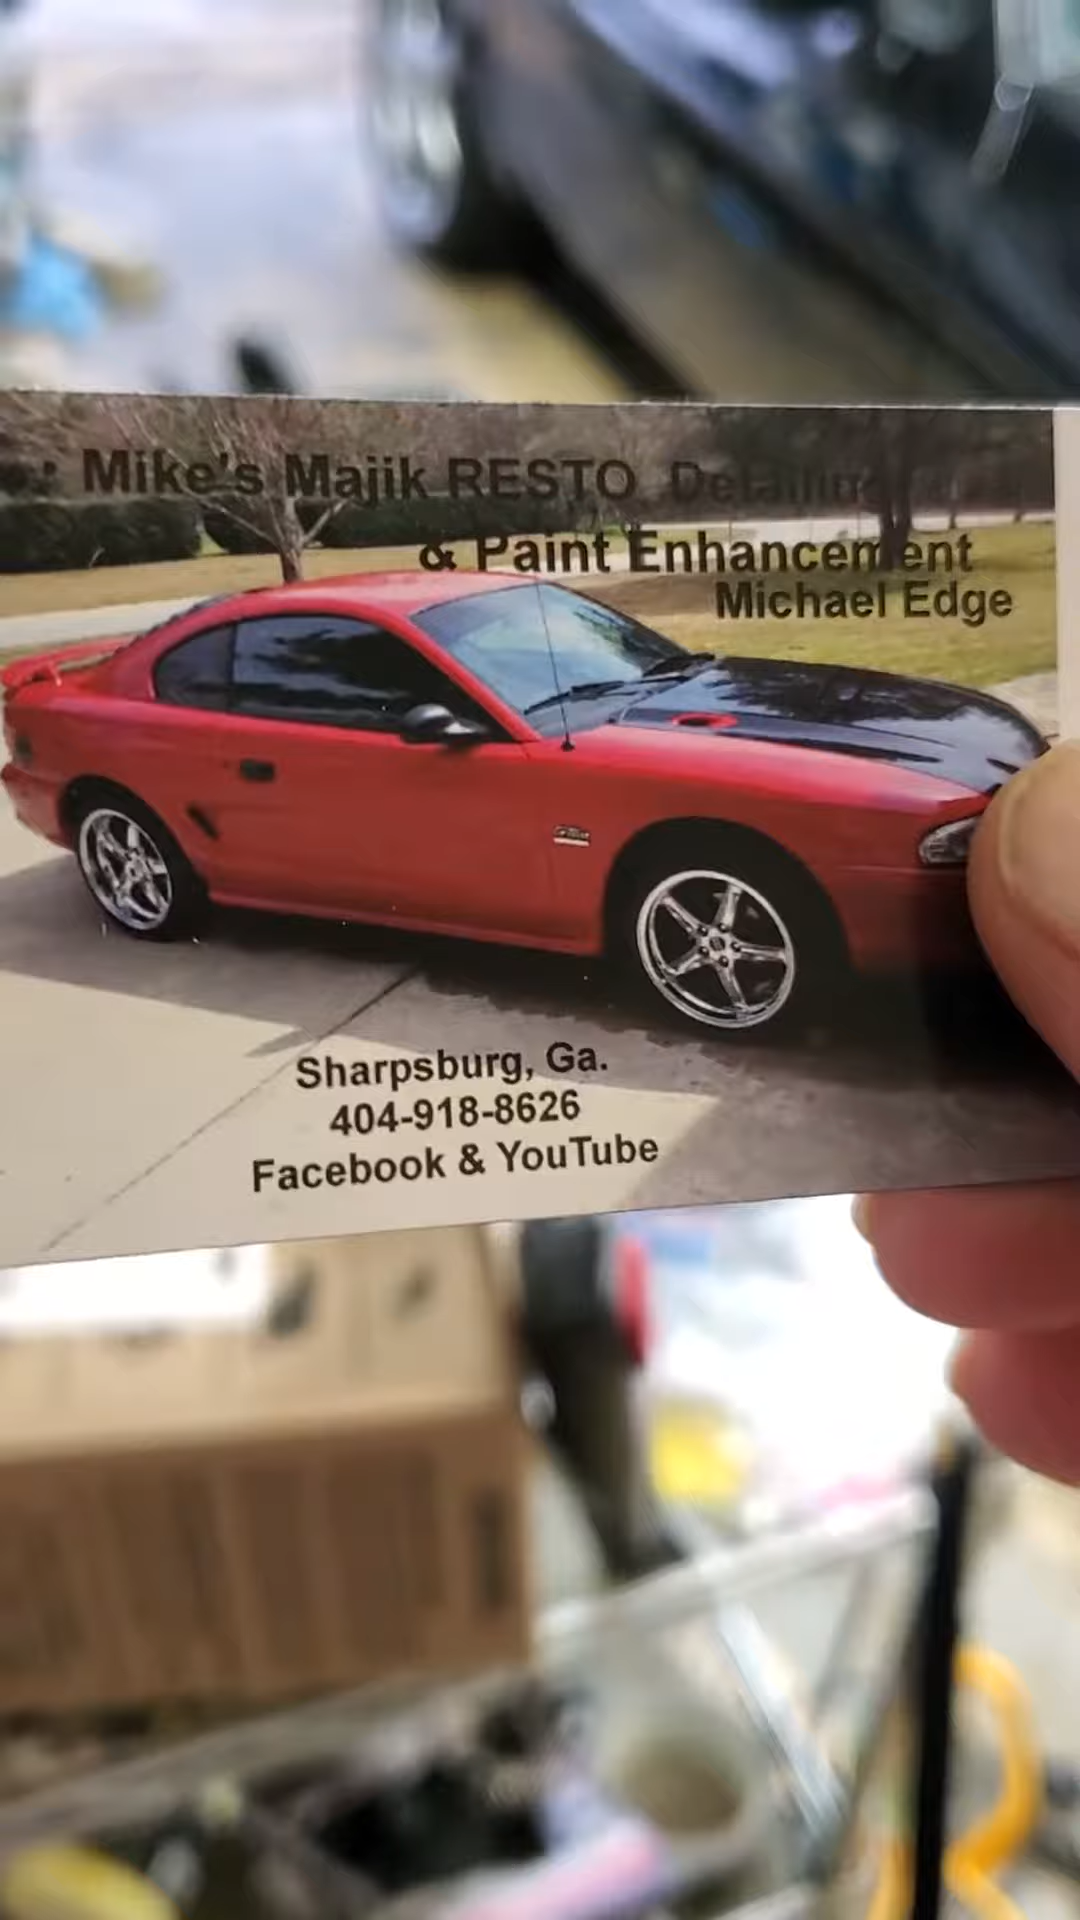 Mike's Majik RESTO Detailing
& Paint Enhancement
Michael Edge
Sharpsburg, Ga.
404-918-8626
Facebook & YouTube